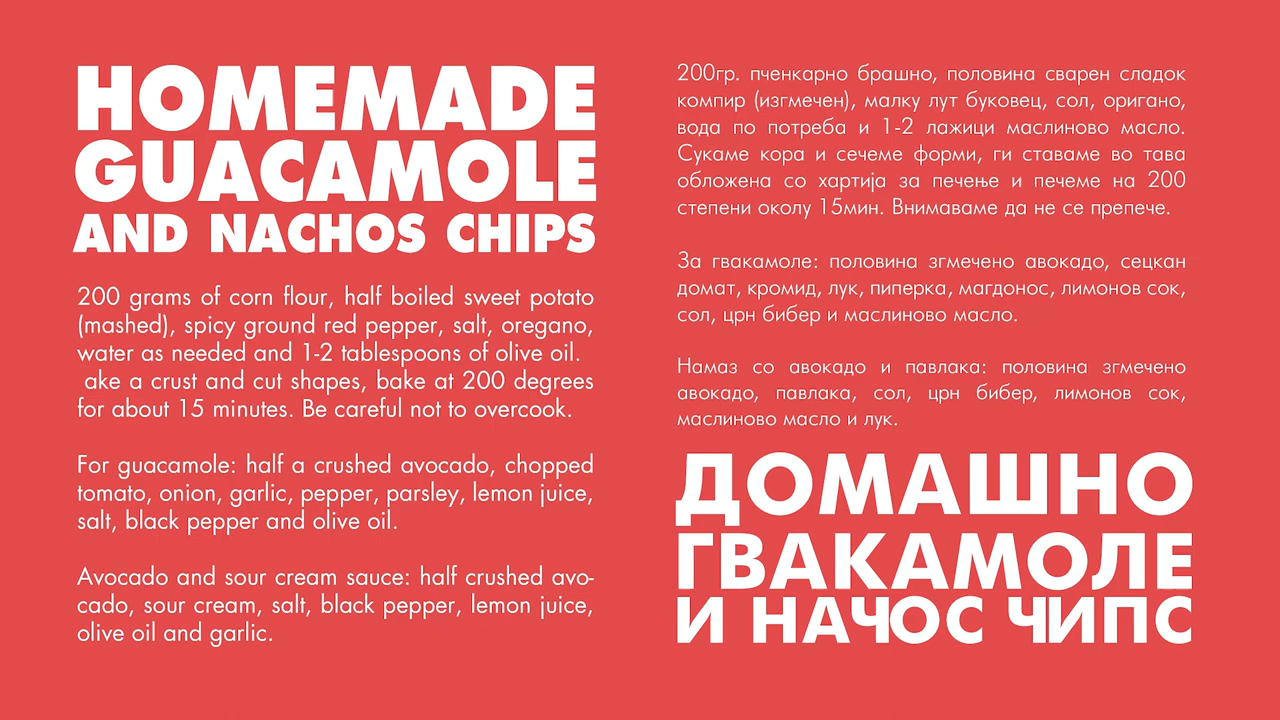 HOMEMADE
GUACAMOLE
AND NACHOS CHIPS
200 grams of corn flour, half boiled sweet potato
(mashed), spicy ground red pepper, salt, oregano,
water as needed and 1-2 tablespoons of olive oil.
ake a crust and cut shapes, bake at 200 degrees
for about 15 minutes. Be careful not to overcook.
For guacamole: half a crushed avocado, chopped
tomato, onion, garlic, pepper, parsley, lemon juice,
salt, black pepper and olive oil.
Avocado and sour cream sauce: half crushed avo-
cado, sour cream, salt, black pepper, lemon juice,
olive oil and garlic.
200гр. пченкарно брашно, половина сварен сладок
компир (изгмечен), малку лут буковец, сол, оригано,
вода по потреба и 1-2 лажици маслиново масло.
Сукаме кора и сечеме форми, ги ставаме во тава
обложена со хартија за печење и печеме на 200
степени околу 15мин. Внимаваме да не се препече.
За гвакамоле: половина згмечено авокадо, сецкан
домат, кромид, лук, пиперка, магдонос, лимонов сок,
сол, црн бибер и маслиново масло.
Намаз со авокадо и павлака: половина згмечено
авокадо, павлака, сол, црн бибер, лимонов сок,
маслиново масло и лук.
ДОМАШНО
ГВАКАМОЛЕ
И НАЧОС ЧИПС